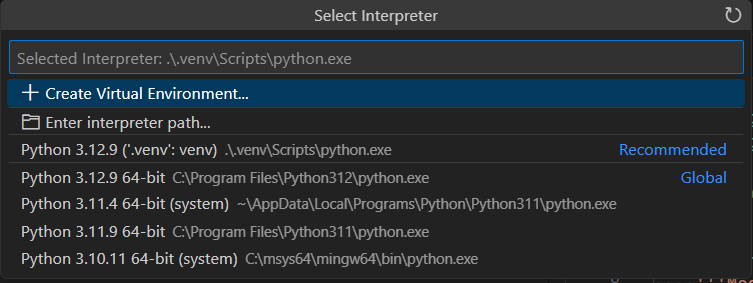 Select Interpreter
Selected Interpreter: .\.venv\Scripts\python.exe
Create Virtual Environment...
Enter interpreter path...
Python 3.12.9 ('.venv': venv) .\.venv\Scripts\python.exe Recommended
Python 3.12.9 64-bit C:\Program Files\Python312\python.exe Global
Python 3.11.4 64-bit (system) ~\AppData\Local\Programs\Python\Python311\python.exe
Python 3.11.9 64-bit C:\Program Files\Python311\python.exe
Python 3.10.11 64-bit (system) C:\msys64\mingw64\bin\python.exe